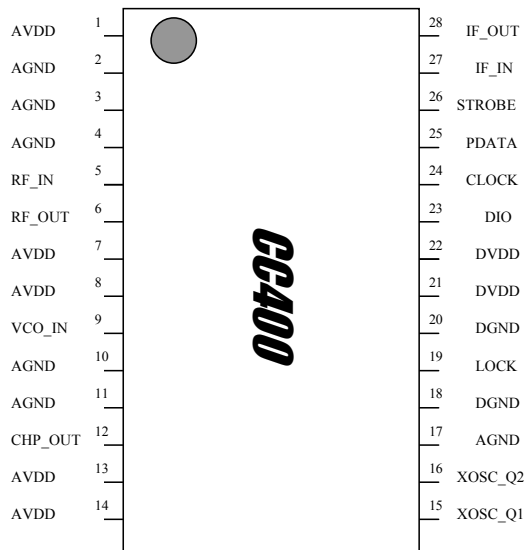 AVDD 1 28 IF_OUT
AGND 2 27 IF_IN
AGND 3 26 STROBE
AGND 4 25 PDATA
RF_IN 5 24 CLOCK
RF_OUT 6 23 DIO
AVDD 7 22 DVDD
AVDD 8 21 DVDD
VCO_IN 9 20 DGND
AGND 10 19 LOCK
AGND 11 18 DGND
CHP_OUT 12 17 AGND
AVDD 13 16 XOSC_Q2
AVDD 14 15 XOSC_Q1
CC400